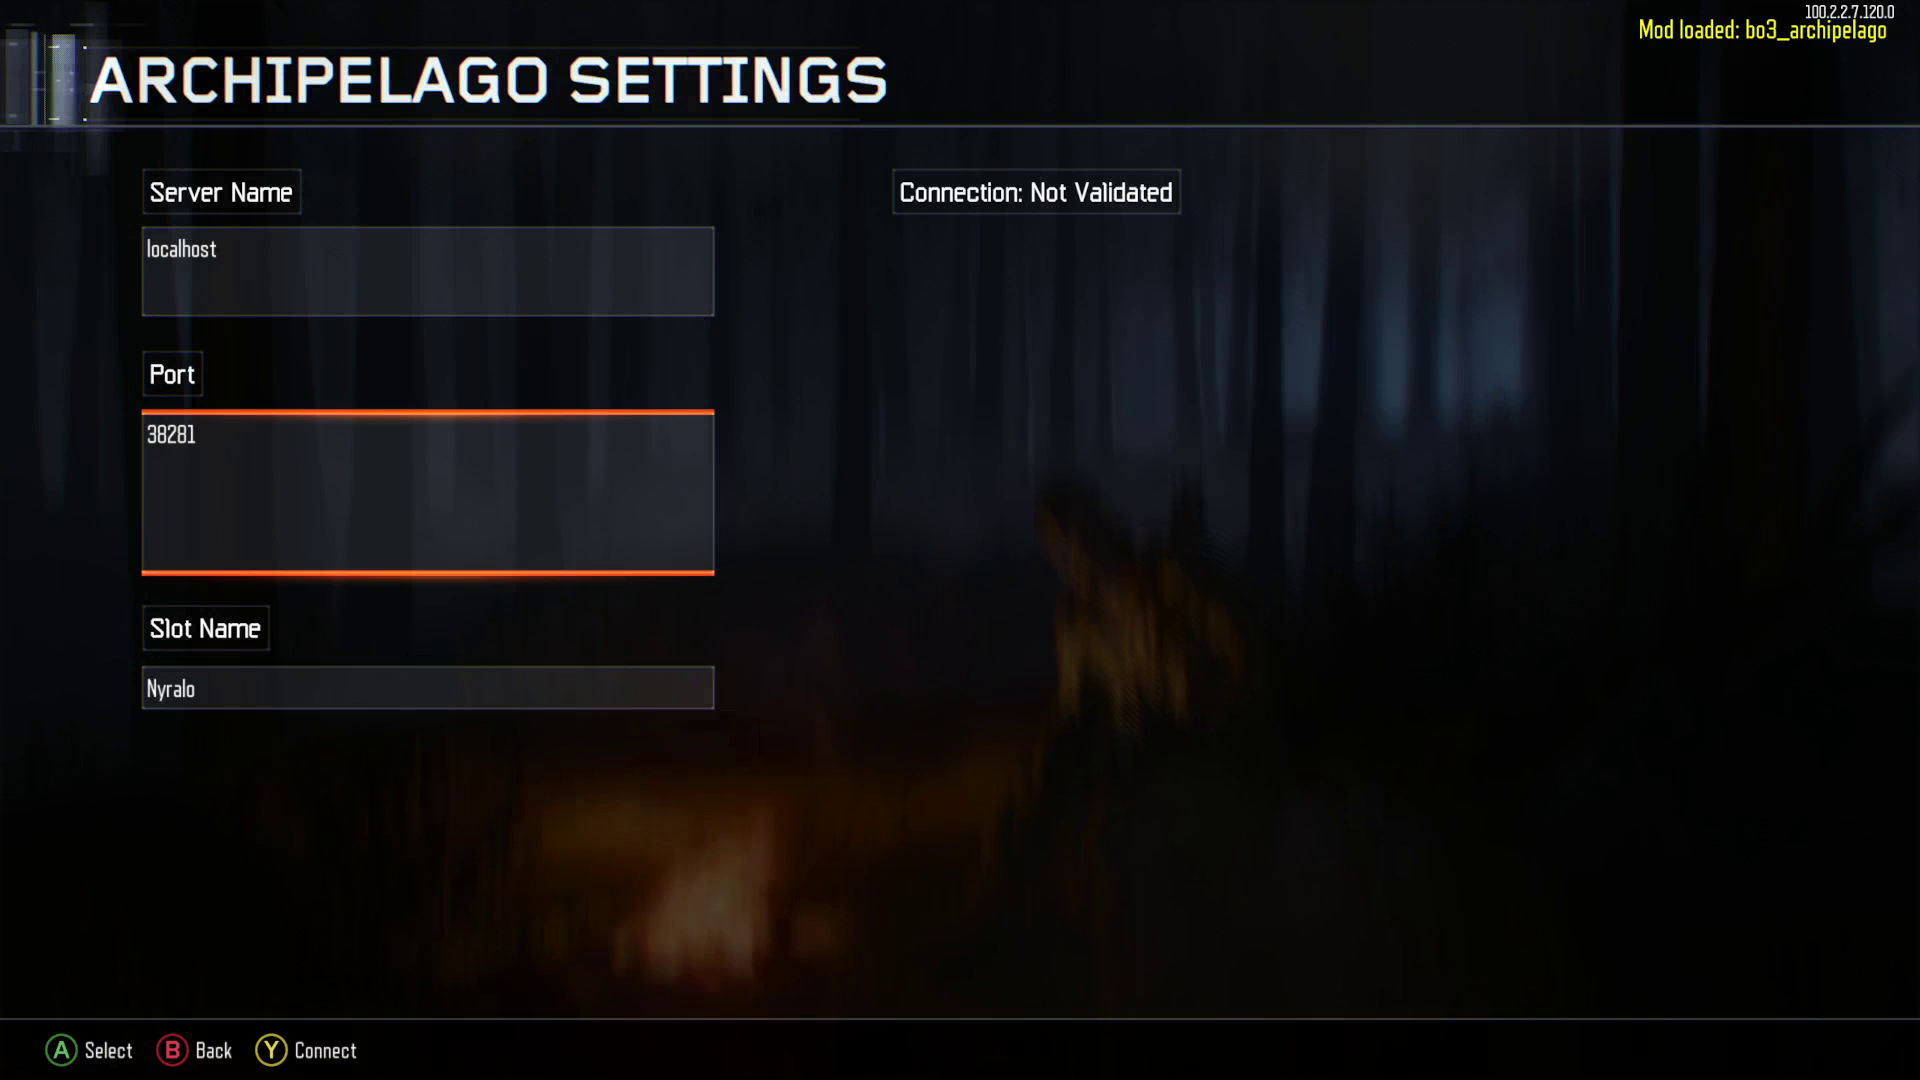 100.2.2.7.120.0
Mod loaded: bo3_archipelago
ARCHIPELAGO SETTINGS
Server Name
Connection: Not Validated
localhost
Port
38281
Slot Name
Nyralo
A Select B Back Y Connect